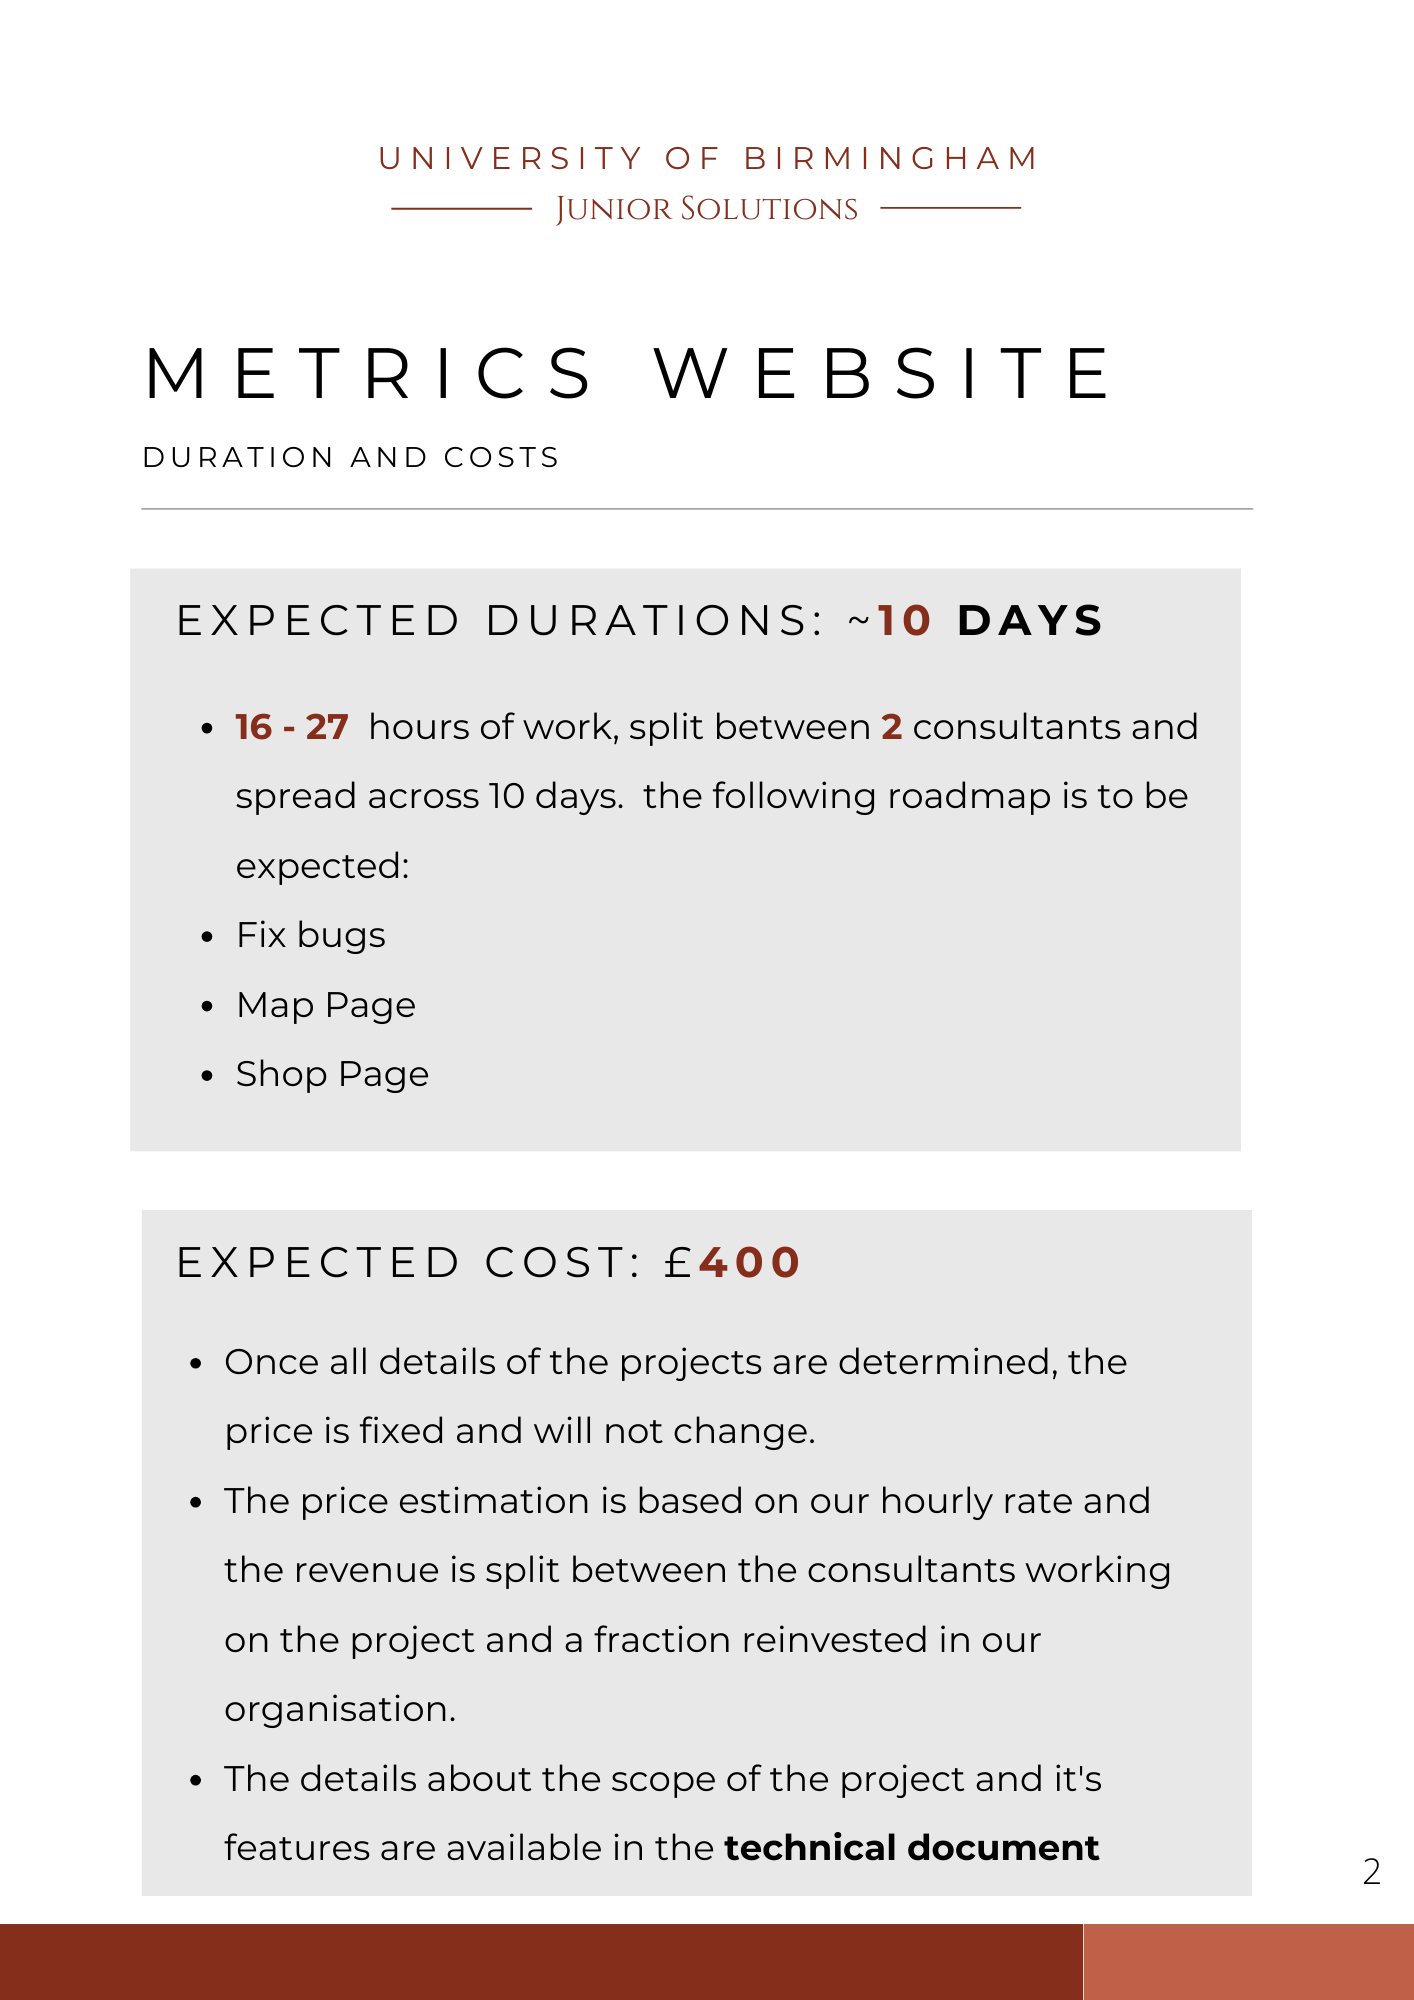 UNIVERSITY OF BIRMINGHAM
JUNIOR SOLUTIONS
METRICS WEBSITE
DURATION AND COSTS
EXPECTED DURATIONS: ~10 DAYS
• 16 - 27 hours of work, split between 2 consultants and
spread across 10 days. the following roadmap is to be
expected:
• Fix bugs
• Map Page
• Shop Page
EXPECTED COST: £400
• Once all details of the projects are determined, the
price is fixed and will not change.
• The price estimation is based on our hourly rate and
the revenue is split between the consultants working
on the project and a fraction reinvested in our
organisation.
• The details about the scope of the project and it's
features are available in the technical document
2